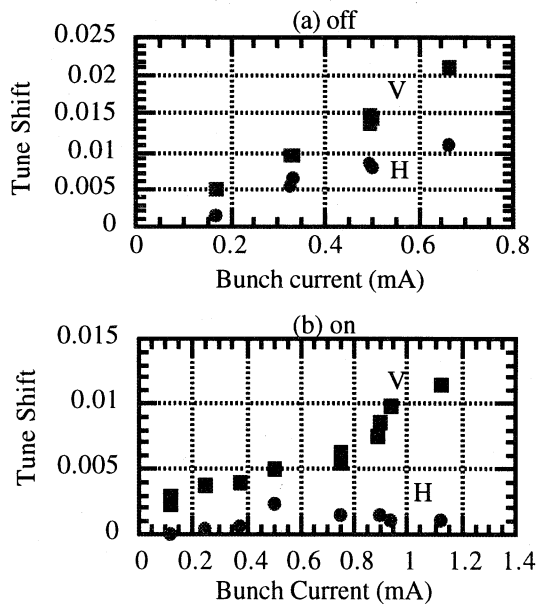 (a) off
0.025
0.02
0.015
0.01
0.005
0
Tune Shift
V
H
0 0.2 0.4 0.6 0.8
Bunch current (mA)
(b) on
0.015
0.01
0.005
0
Tune Shift
V
H
0 0.2 0.4 0.6 0.8 1 1.2 1.4
Bunch Current (mA)